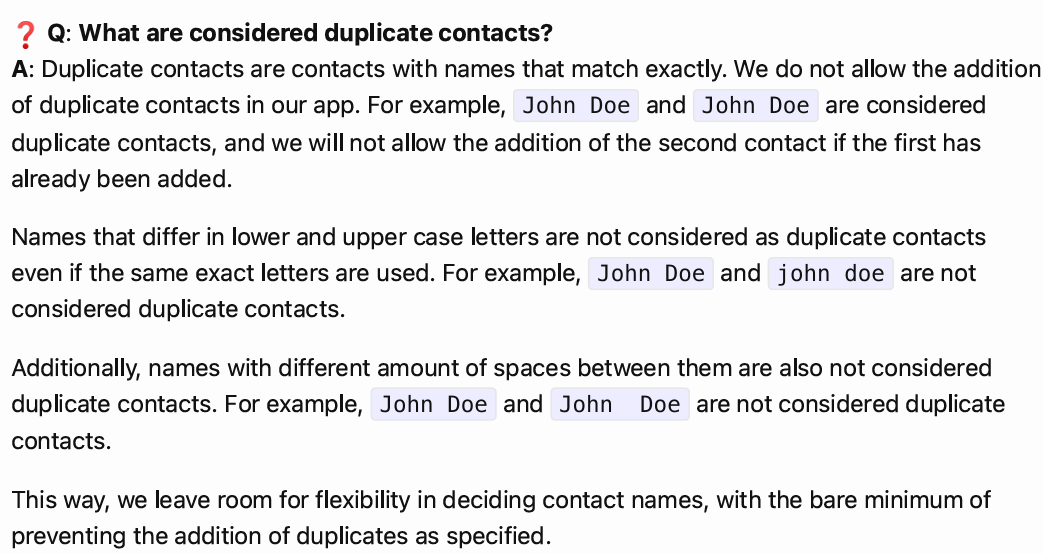 ❓ Q: What are considered duplicate contacts?
A: Duplicate contacts are contacts with names that match exactly. We do not allow the addition
of duplicate contacts in our app. For example, John Doe and John Doe are considered
duplicate contacts, and we will not allow the addition of the second contact if the first has
already been added.
Names that differ in lower and upper case letters are not considered as duplicate contacts
even if the same exact letters are used. For example, John Doe and john doe are not
considered duplicate contacts.
Additionally, names with different amount of spaces between them are also not considered
duplicate contacts. For example, John Doe and John  Doe are not considered duplicate
contacts.
This way, we leave room for flexibility in deciding contact names, with the bare minimum of
preventing the addition of duplicates as specified.